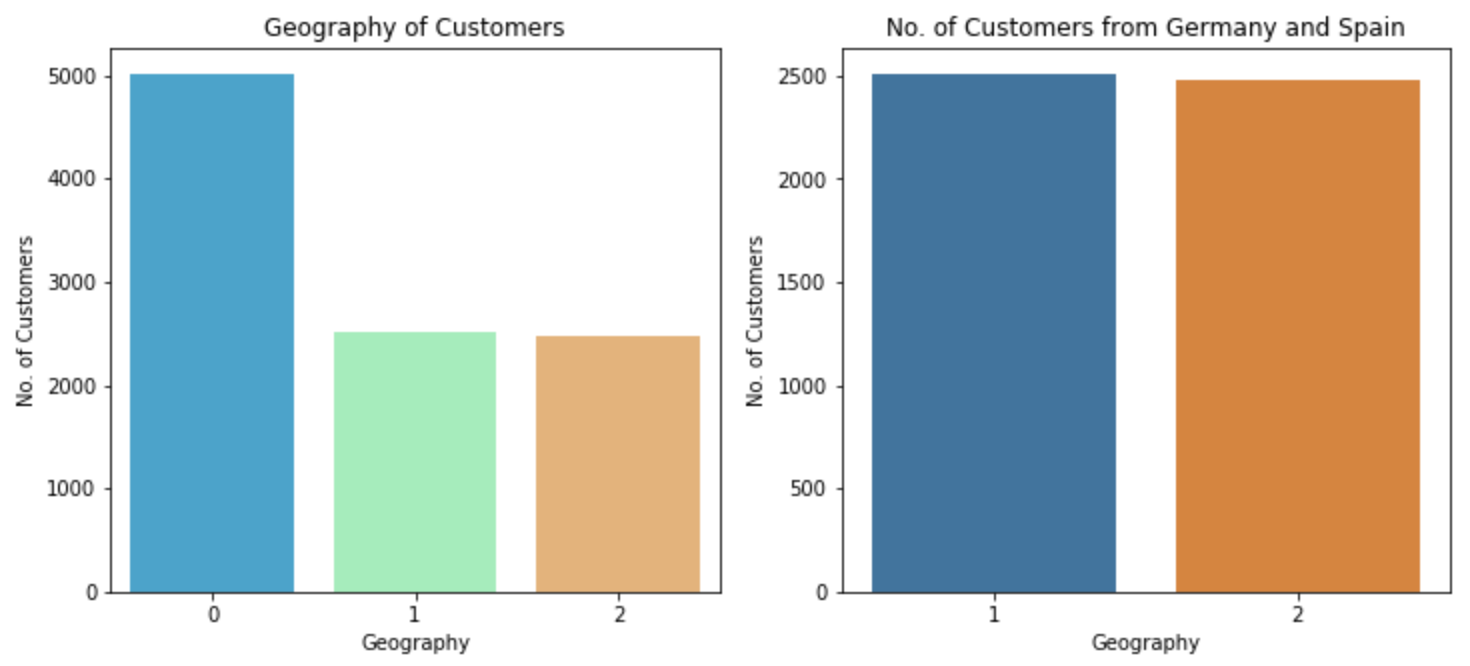 Geography of Customers
No. of Customers
5000
4000
3000
2000
1000
0
0 1 2
Geography
No. of Customers from Germany and Spain
No. of Customers
2500
2000
1500
1000
500
0
1 2
Geography